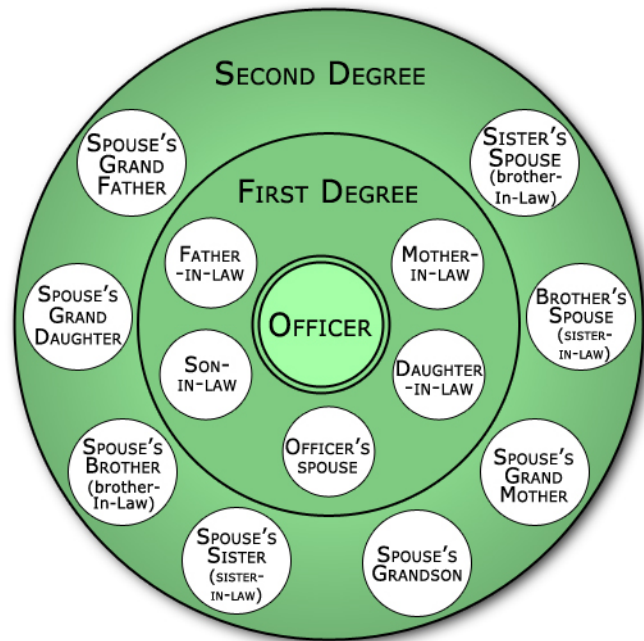 SECOND DEGREE
SPOUSE'S
GRAND
FATHER
SISTER'S
SPOUSE
(brother-
In-Law)
FIRST DEGREE
FATHER
-IN-LAW
MOTHER-
IN-LAW
OFFICER
SPOUSE'S
GRAND
DAUGHTER
BROTHER'S
SPOUSE
(SISTER-
IN-LAW)
SON-
IN-LAW
DAUGHTER
-IN-LAW
OFFICER'S
SPOUSE
SPOUSE'S
BROTHER
(brother-
In-Law)
SPOUSE'S
GRAND
MOTHER
SPOUSE'S
SISTER
(SISTER-
IN-LAW)
SPOUSE'S
GRANDSON